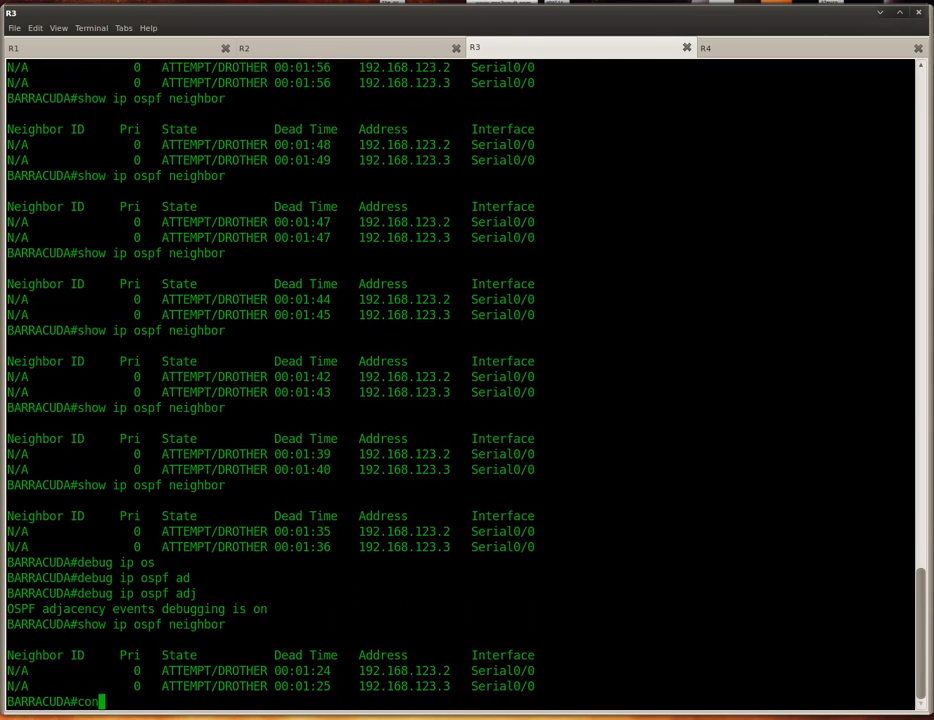 R3
File Edit View Terminal Tabs Help
R1 R2 R3 R4
N/A 0 ATTEMPT/DROTHER 00:01:56 192.168.123.2 Serial0/0
N/A 0 ATTEMPT/DROTHER 00:01:56 192.168.123.3 Serial0/0
BARRACUDA#show ip ospf neighbor
Neighbor ID Pri State Dead Time Address Interface
N/A 0 ATTEMPT/DROTHER 00:01:48 192.168.123.2 Serial0/0
N/A 0 ATTEMPT/DROTHER 00:01:49 192.168.123.3 Serial0/0
BARRACUDA#show ip ospf neighbor
Neighbor ID Pri State Dead Time Address Interface
N/A 0 ATTEMPT/DROTHER 00:01:47 192.168.123.2 Serial0/0
N/A 0 ATTEMPT/DROTHER 00:01:47 192.168.123.3 Serial0/0
BARRACUDA#show ip ospf neighbor
Neighbor ID Pri State Dead Time Address Interface
N/A 0 ATTEMPT/DROTHER 00:01:44 192.168.123.2 Serial0/0
N/A 0 ATTEMPT/DROTHER 00:01:45 192.168.123.3 Serial0/0
BARRACUDA#show ip ospf neighbor
Neighbor ID Pri State Dead Time Address Interface
N/A 0 ATTEMPT/DROTHER 00:01:42 192.168.123.2 Serial0/0
N/A 0 ATTEMPT/DROTHER 00:01:43 192.168.123.3 Serial0/0
BARRACUDA#show ip ospf neighbor
Neighbor ID Pri State Dead Time Address Interface
N/A 0 ATTEMPT/DROTHER 00:01:39 192.168.123.2 Serial0/0
N/A 0 ATTEMPT/DROTHER 00:01:40 192.168.123.3 Serial0/0
BARRACUDA#show ip ospf neighbor
Neighbor ID Pri State Dead Time Address Interface
N/A 0 ATTEMPT/DROTHER 00:01:35 192.168.123.2 Serial0/0
N/A 0 ATTEMPT/DROTHER 00:01:36 192.168.123.3 Serial0/0
BARRACUDA#debug ip os
BARRACUDA#debug ip ospf ad
BARRACUDA#debug ip ospf adj
OSPF adjacency events debugging is on
BARRACUDA#show ip ospf neighbor
Neighbor ID Pri State Dead Time Address Interface
N/A 0 ATTEMPT/DROTHER 00:01:24 192.168.123.2 Serial0/0
N/A 0 ATTEMPT/DROTHER 00:01:25 192.168.123.3 Serial0/0
BARRACUDA#con